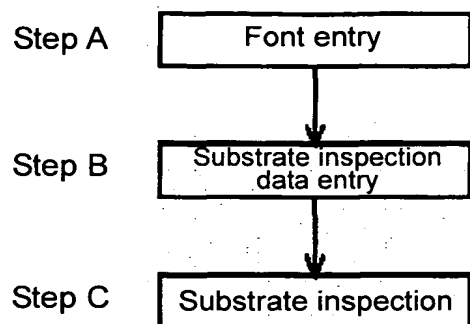 Step A
Font entry
Step B
Substrate inspection
data entry
Step C
Substrate inspection